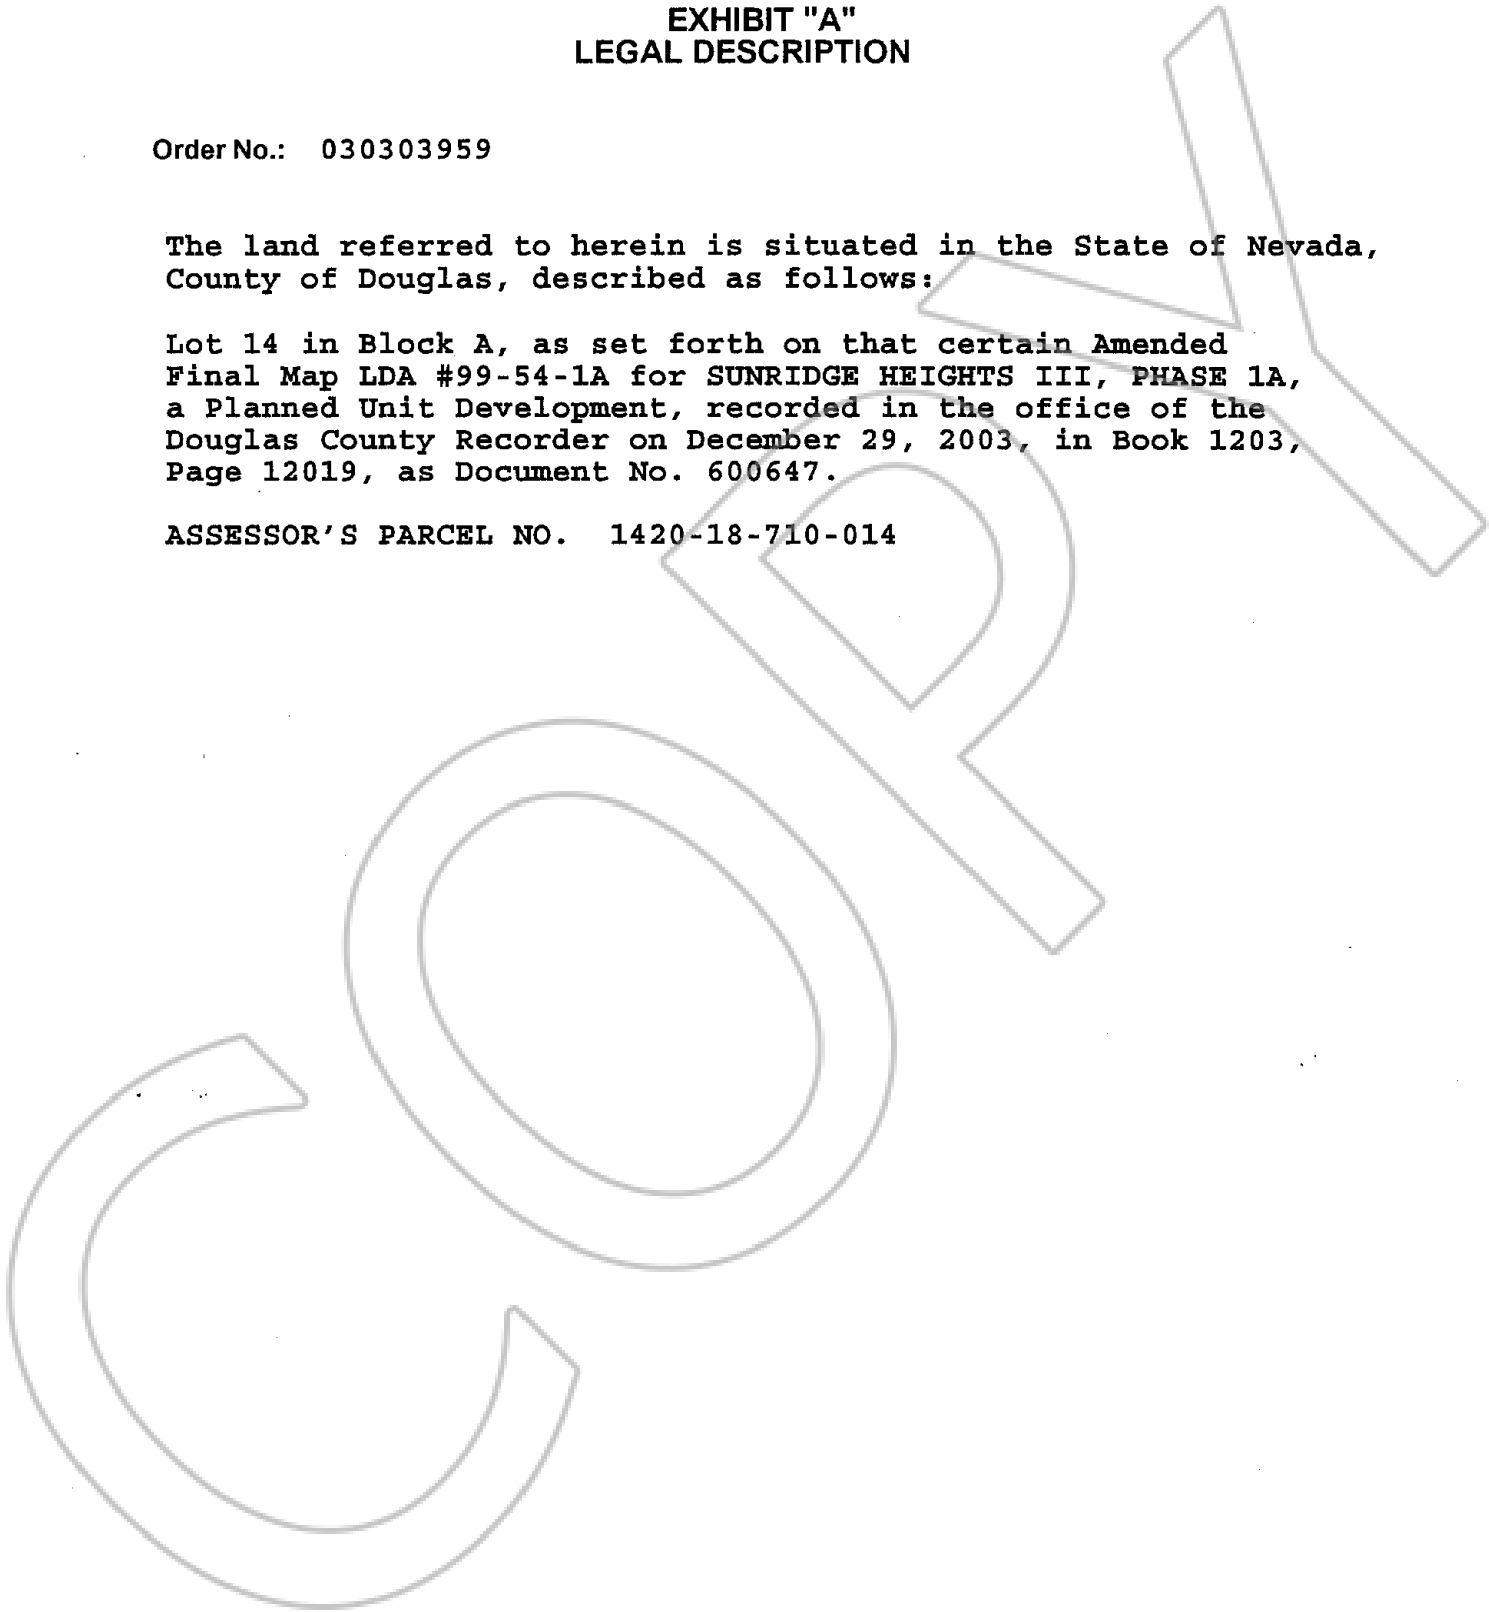 EXHIBIT "A"
LEGAL DESCRIPTION
Order No.: 030303959
The land referred to herein is situated in the State of Nevada,
County of Douglas, described as follows:
Lot 14 in Block A, as set forth on that certain Amended
Final Map LDA #99-54-1A for SUNRIDGE HEIGHTS III, PHASE 1A,
a Planned Unit Development, recorded in the office of the
Douglas County Recorder on December 29, 2003, in Book 1203,
Page 12019, as Document No. 600647.
ASSESSOR'S PARCEL NO. 1420-18-710-014
COPY